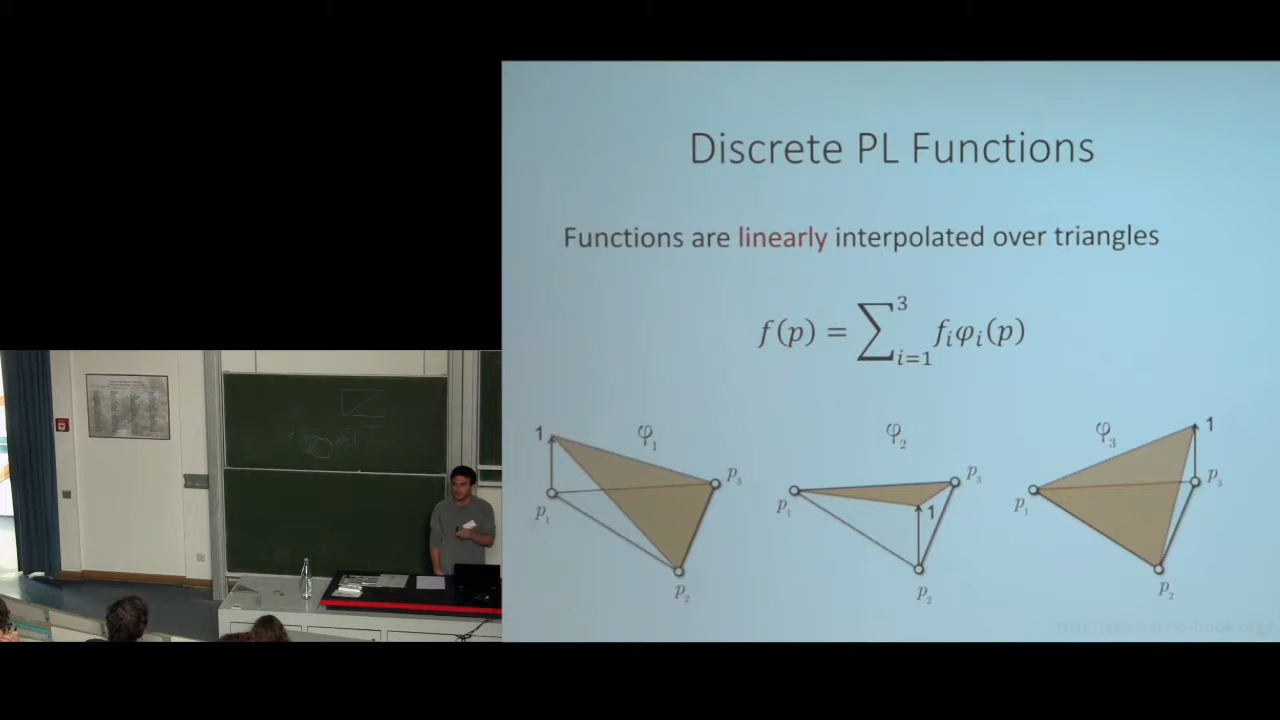 Discrete PL Functions
Functions are linearly interpolated over triangles
f(p) = ∑³ᵢ₌₁ fᵢφᵢ(p)
1 φ₁ p₁ p₂ p₃
φ₂ 1 p₁ p₂ p₃
φ₃ 1 p₁ p₂ p₃